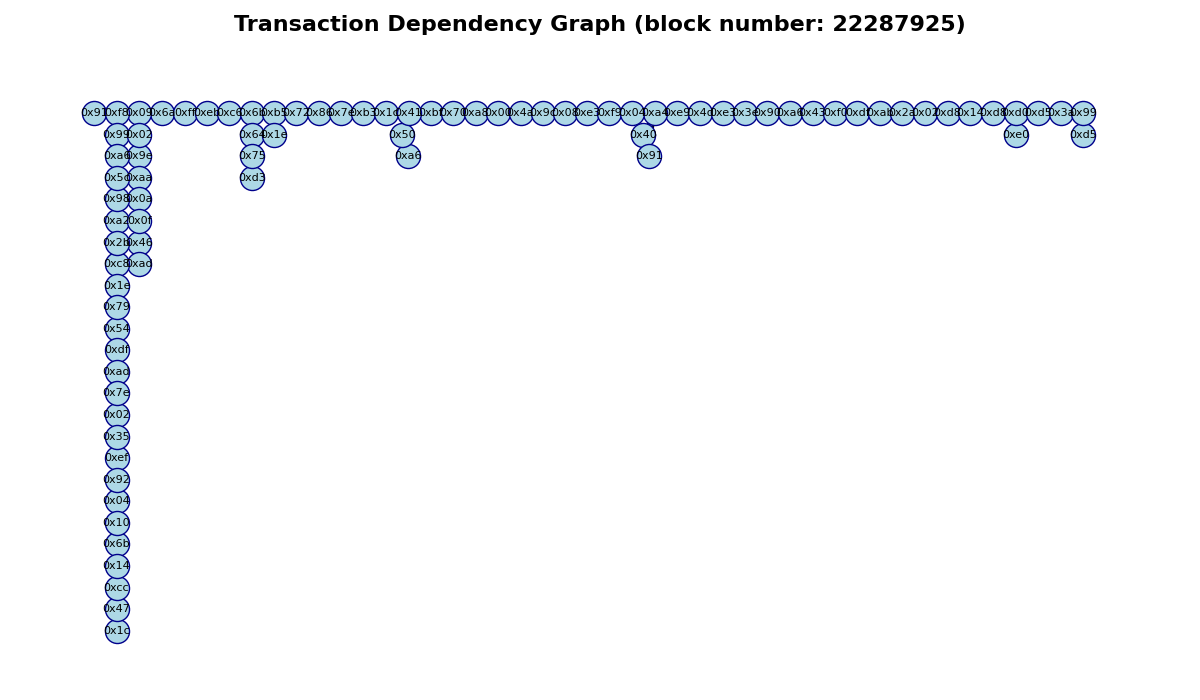 Transaction Dependency Graph (block number: 22287925)
0x91 0xf8 0x09 0x6a 0xff 0xeb 0xc6 0x6b 0xb5 0x72 0x86 0x7e 0xb3 0x1c 0x41 0xbf 0x70 0xa8 0x00 0x4a 0x9c 0x08 0xe3 0xf9 0x04 0xa4 0xe9 0x4d 0xe3 0x3e 0x90 0xa6 0x43 0xf0 0xdf 0xab 0x2a 0x02 0xd8 0x14 0xd8 0xd0 0xd5 0x3a 0x99
0x99 0x02 0x64 0x1e 0x50 0x40 0xe0 0xd5
0xa6 0x9e 0x75 0xa6 0x91
0x5d 0xaa 0xd3
0x98 0x0a
0xa2 0x0f
0x2b 0x46
0xc8 0xad
0x1e
0x79
0x54
0xdf
0xad
0x7e
0x02
0x35
0xef
0x92
0x04
0x10
0x6b
0x14
0xcc
0x47
0x1c